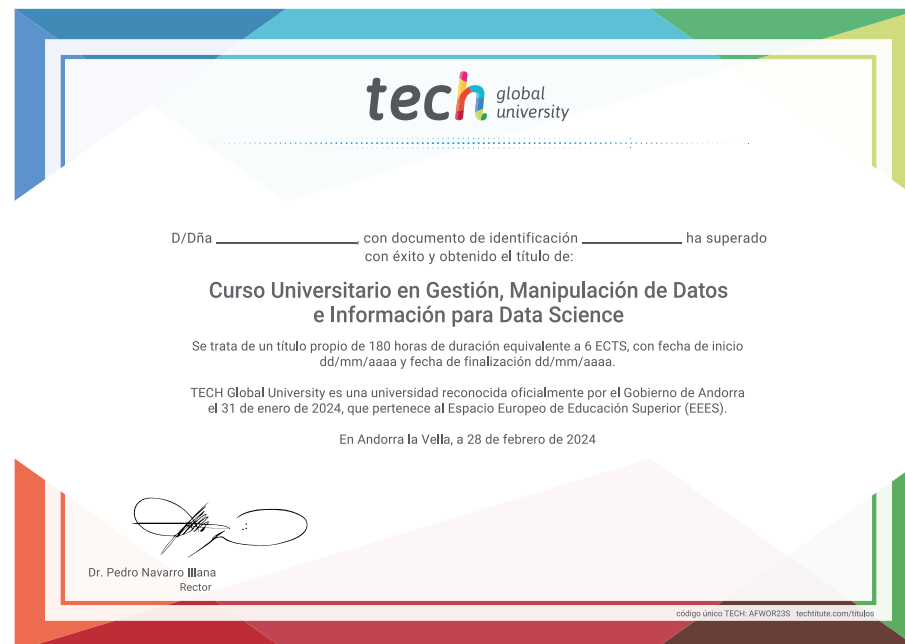 tech global
university
D/Dña ________________, con documento de identificación ____________ ha superado
con éxito y obtenido el título de:
Curso Universitario en Gestión, Manipulación de Datos
e Información para Data Science
Se trata de un título propio de 180 horas de duración equivalente a 6 ECTS, con fecha de inicio
dd/mm/aaaa y fecha de finalización dd/mm/aaaa.
TECH Global University es una universidad reconocida oficialmente por el Gobierno de Andorra
el 31 de enero de 2024, que pertenece al Espacio Europeo de Educación Superior (EEES).
En Andorra la Vella, a 28 de febrero de 2024
Dr. Pedro Navarro Illana
Rector
código único TECH: AFWOR23S techtitute.com/titulos